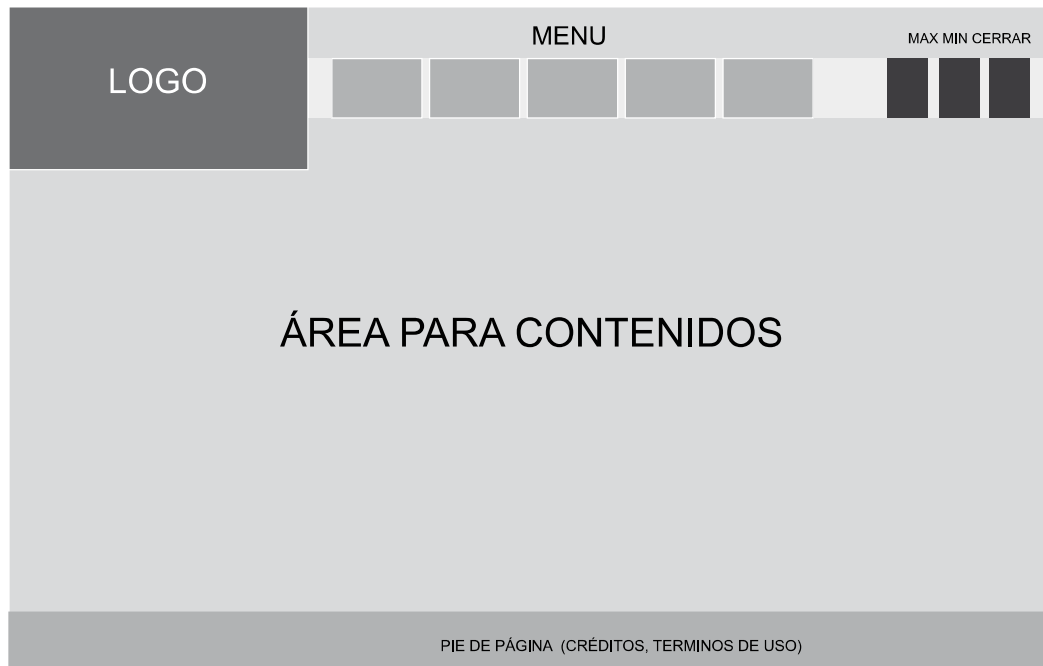 MENU
MAX MIN CERRAR
LOGO
ÁREA PARA CONTENIDOS
PIE DE PÁGINA (CRÉDITOS, TERMINOS DE USO)